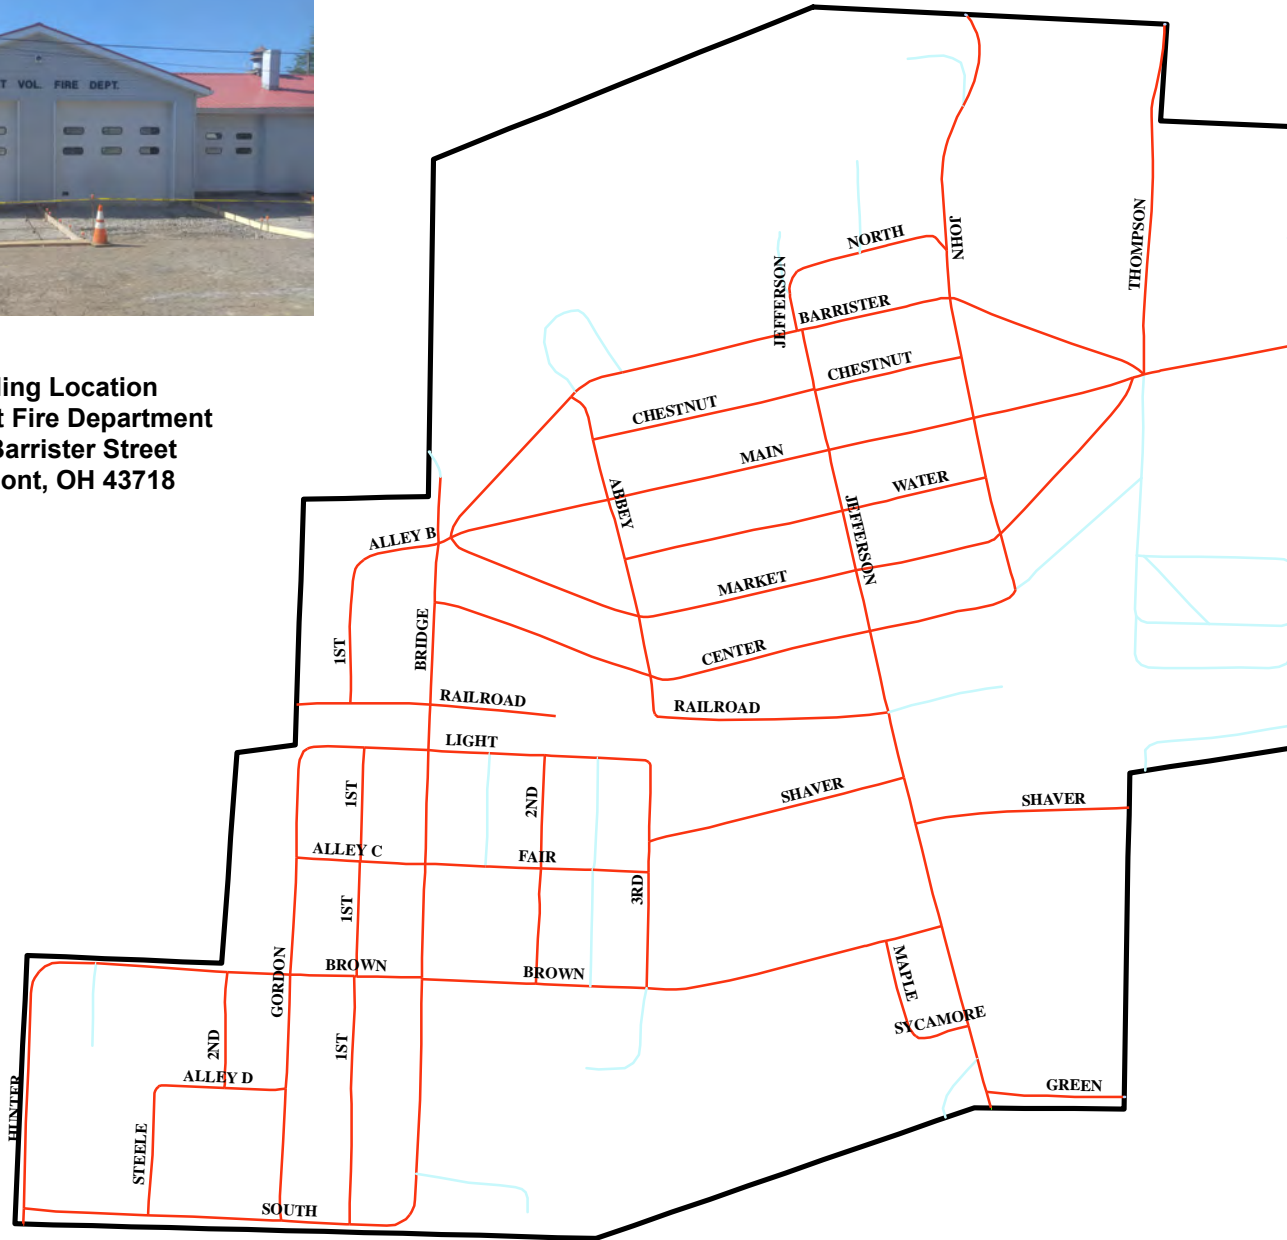 T VOL. FIRE DEPT.
ling Location
t Fire Department
Barrister Street
ont, OH 43718
JOHN
THOMPSON
NORTH
JEFFERSON
BARRISTER
CHESTNUT
CHESTNUT
MAIN
WATER
ABBEY
JEFFERSON
ALLEY B
MARKET
1ST
BRIDGE
CENTER
RAILROAD
RAILROAD
LIGHT
1ST
2ND
SHAVER
SHAVER
ALLEY C
FAIR
3RD
1ST
GORDON
BROWN
BROWN
MAPLE
SYCAMORE
2ND
1ST
ALLEY D
GREEN
HUNTER
STEELE
SOUTH